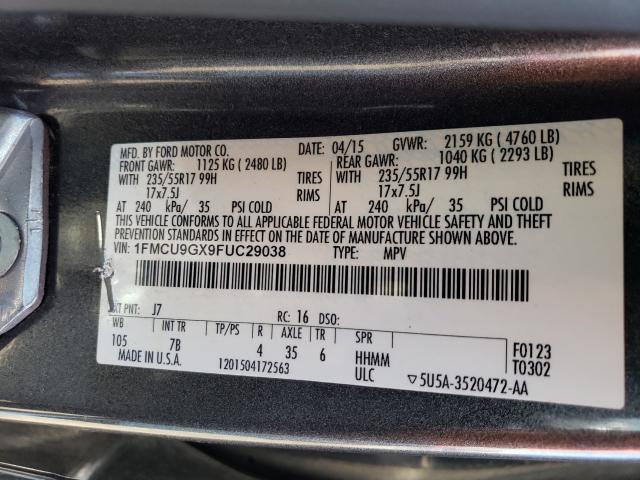 MFD. BY FORD MOTOR CO. DATE: 04/15 GVWR: 2159 KG ( 4760 LB)
FRONT GAWR: 1125 KG ( 2480 LB) REAR GAWR: 1040 KG ( 2293 LB)
WITH 235/55R17 99H TIRES WITH 235/55R17 99H TIRES
17x7.5J RIMS 17x7.5J RIMS
AT 240 kPa/ 35 PSI COLD AT 240 kPa/ 35 PSI COLD
THIS VEHICLE CONFORMS TO ALL APPLICABLE FEDERAL MOTOR VEHICLE SAFETY AND THEFT
PREVENTION STANDARDS IN EFFECT ON THE DATE OF MANUFACTURE SHOWN ABOVE.
VIN: 1FMCU9GX9FUC29038 TYPE: MPV
EXT PNT: J7 RC: 16 DSO:
WB INT TR TP/PS R AXLE TR SPR
105 7B 4 35 6 HHMM F0123
MADE IN U.S.A. 1201504172563 ULC T0302
▽5U5A-3520472-AA